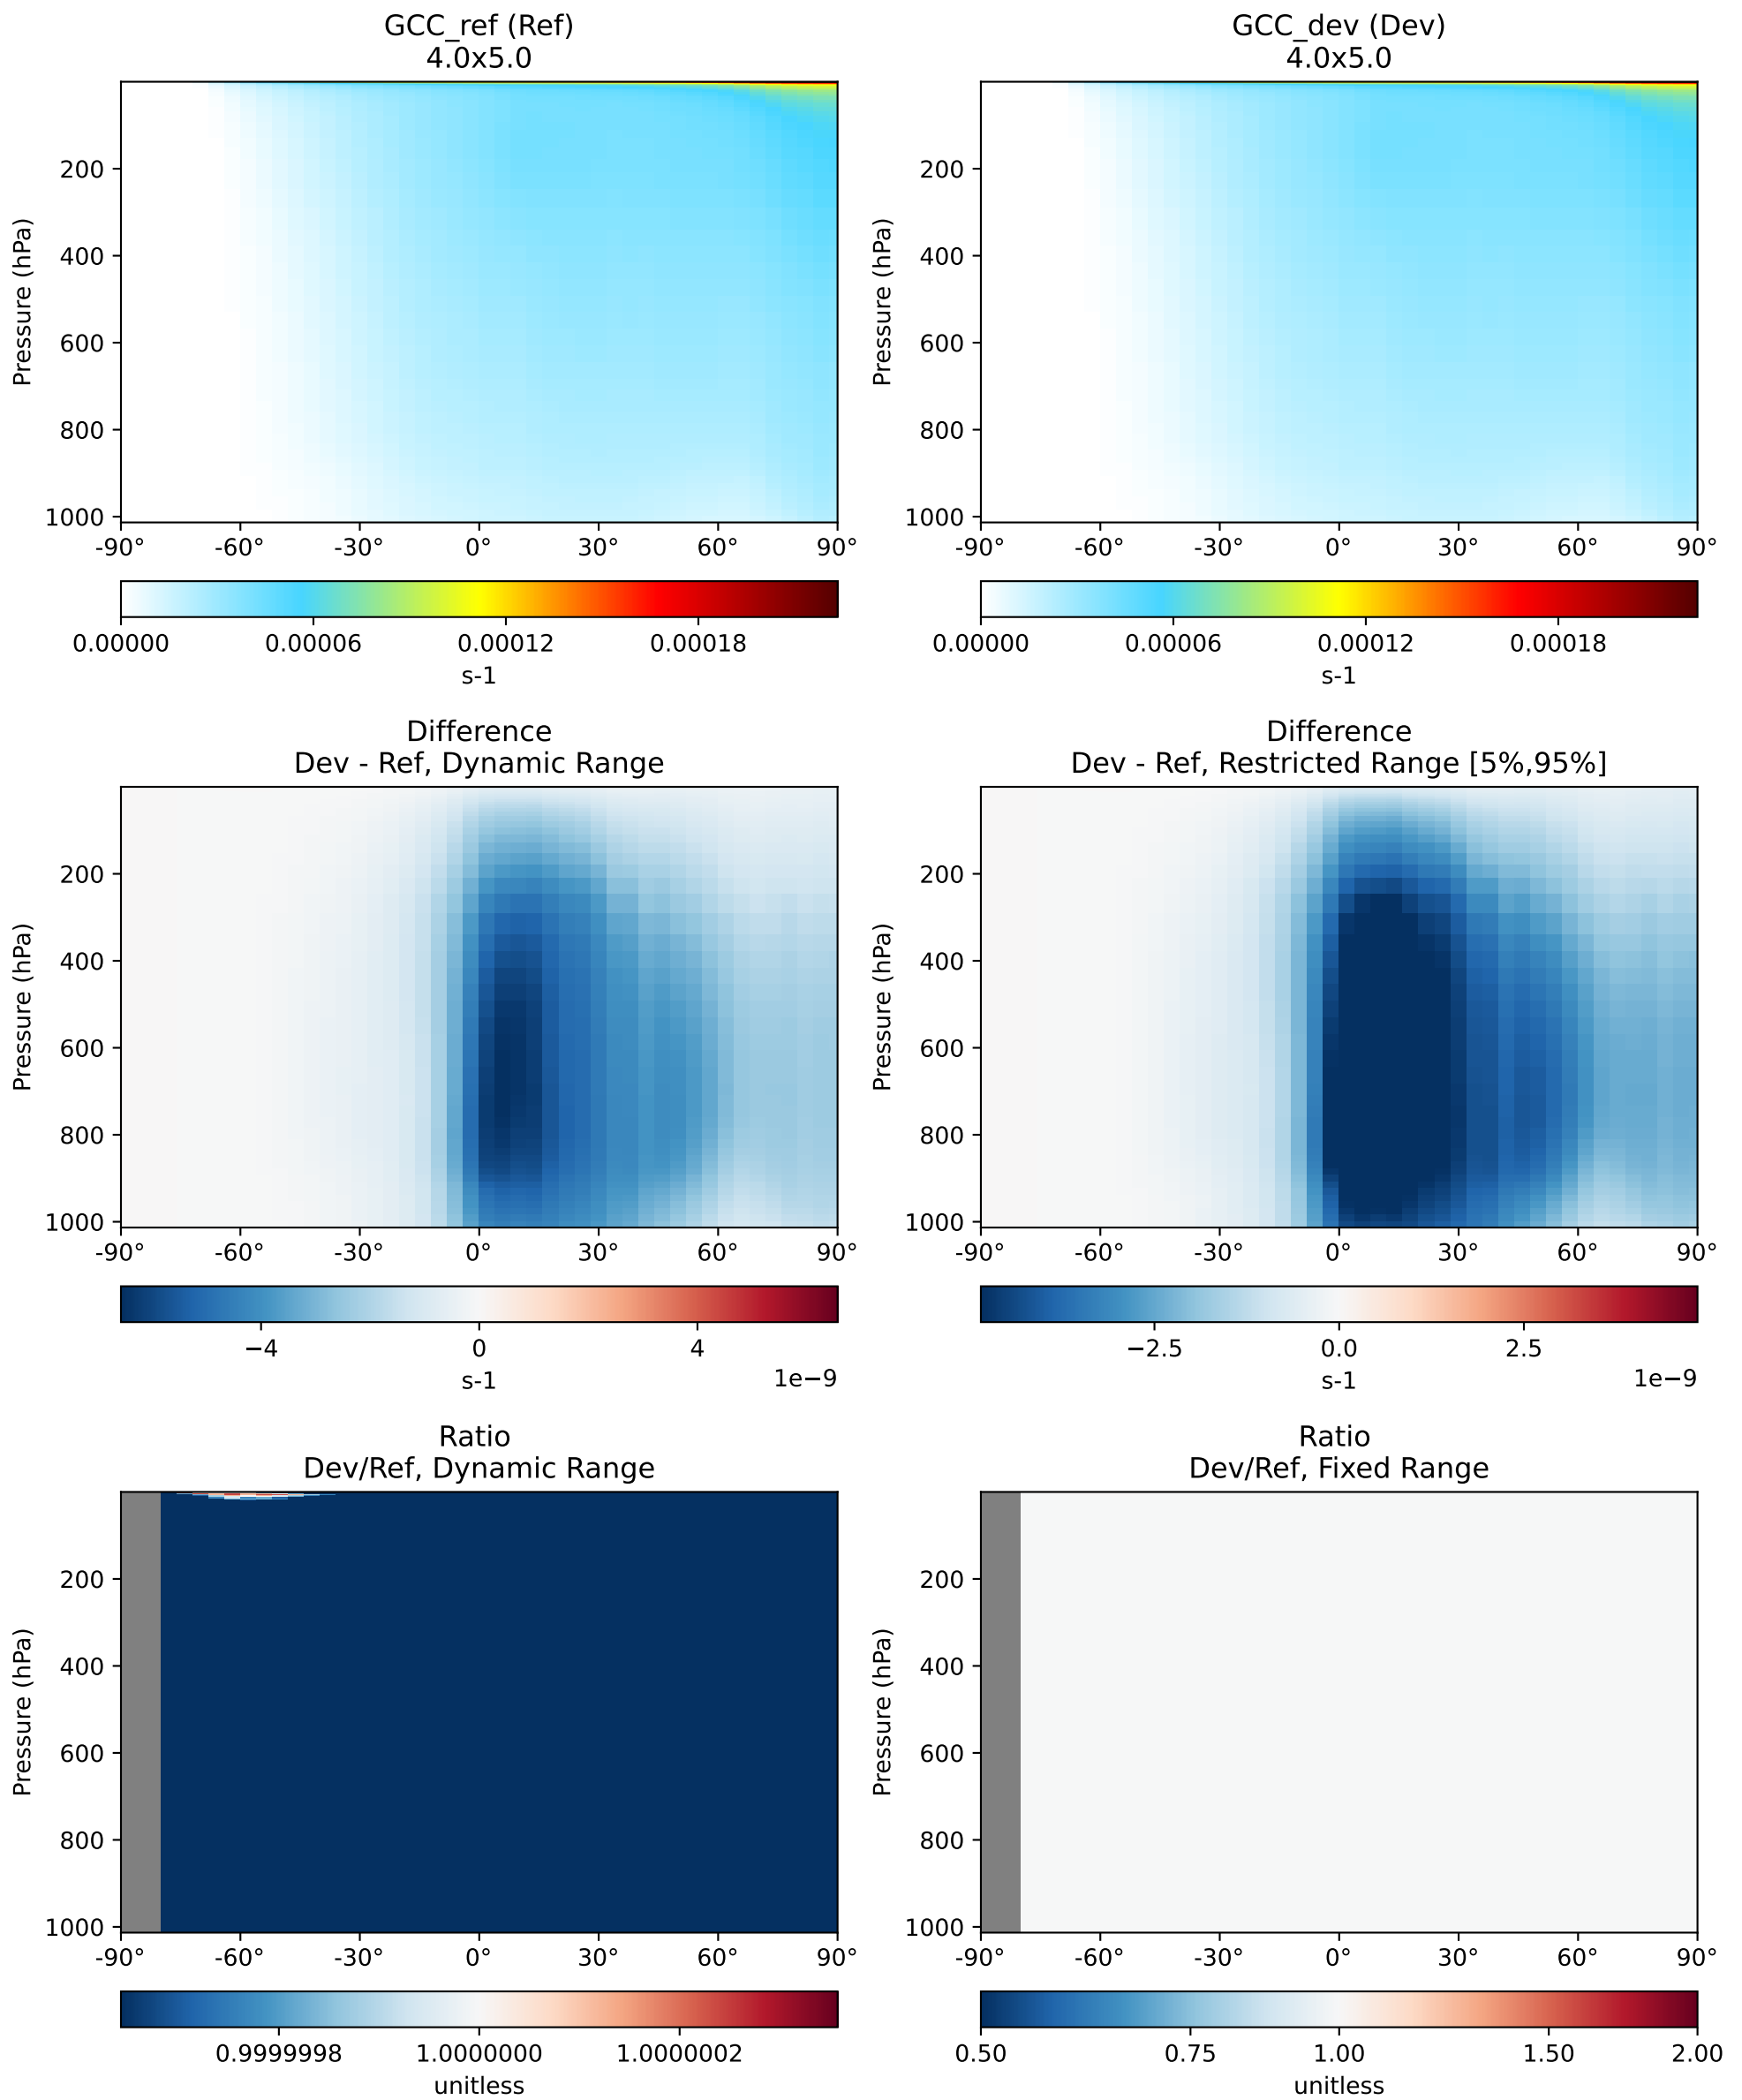 GCC_ref (Ref)
4.0x5.0
Pressure (hPa)
200
400
600
800
1000
-90° -60° -30° 0° 30° 60° 90°
0.00000 0.00006 0.00012 0.00018
s-1
GCC_dev (Dev)
4.0x5.0
Pressure (hPa)
200
400
600
800
1000
-90° -60° -30° 0° 30° 60° 90°
0.00000 0.00006 0.00012 0.00018
s-1
Difference
Dev - Ref, Dynamic Range
Pressure (hPa)
200
400
600
800
1000
-90° -60° -30° 0° 30° 60° 90°
−4 0 4
s-1 1e−9
Difference
Dev - Ref, Restricted Range [5%,95%]
Pressure (hPa)
200
400
600
800
1000
-90° -60° -30° 0° 30° 60° 90°
−2.5 0.0 2.5
s-1 1e−9
Ratio
Dev/Ref, Dynamic Range
Pressure (hPa)
200
400
600
800
1000
-90° -60° -30° 0° 30° 60° 90°
0.9999998 1.0000000 1.0000002
unitless
Ratio
Dev/Ref, Fixed Range
Pressure (hPa)
200
400
600
800
1000
-90° -60° -30° 0° 30° 60° 90°
0.50 0.75 1.00 1.50 2.00
unitless